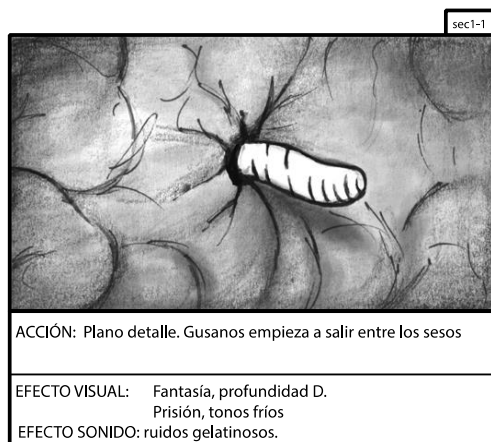 sec1-1
ACCIÓN: Plano detalle. Gusanos empieza a salir entre los sesos
EFECTO VISUAL: Fantasía, profundidad D.
Prisión, tonos fríos
EFECTO SONIDO: ruidos gelatinosos.